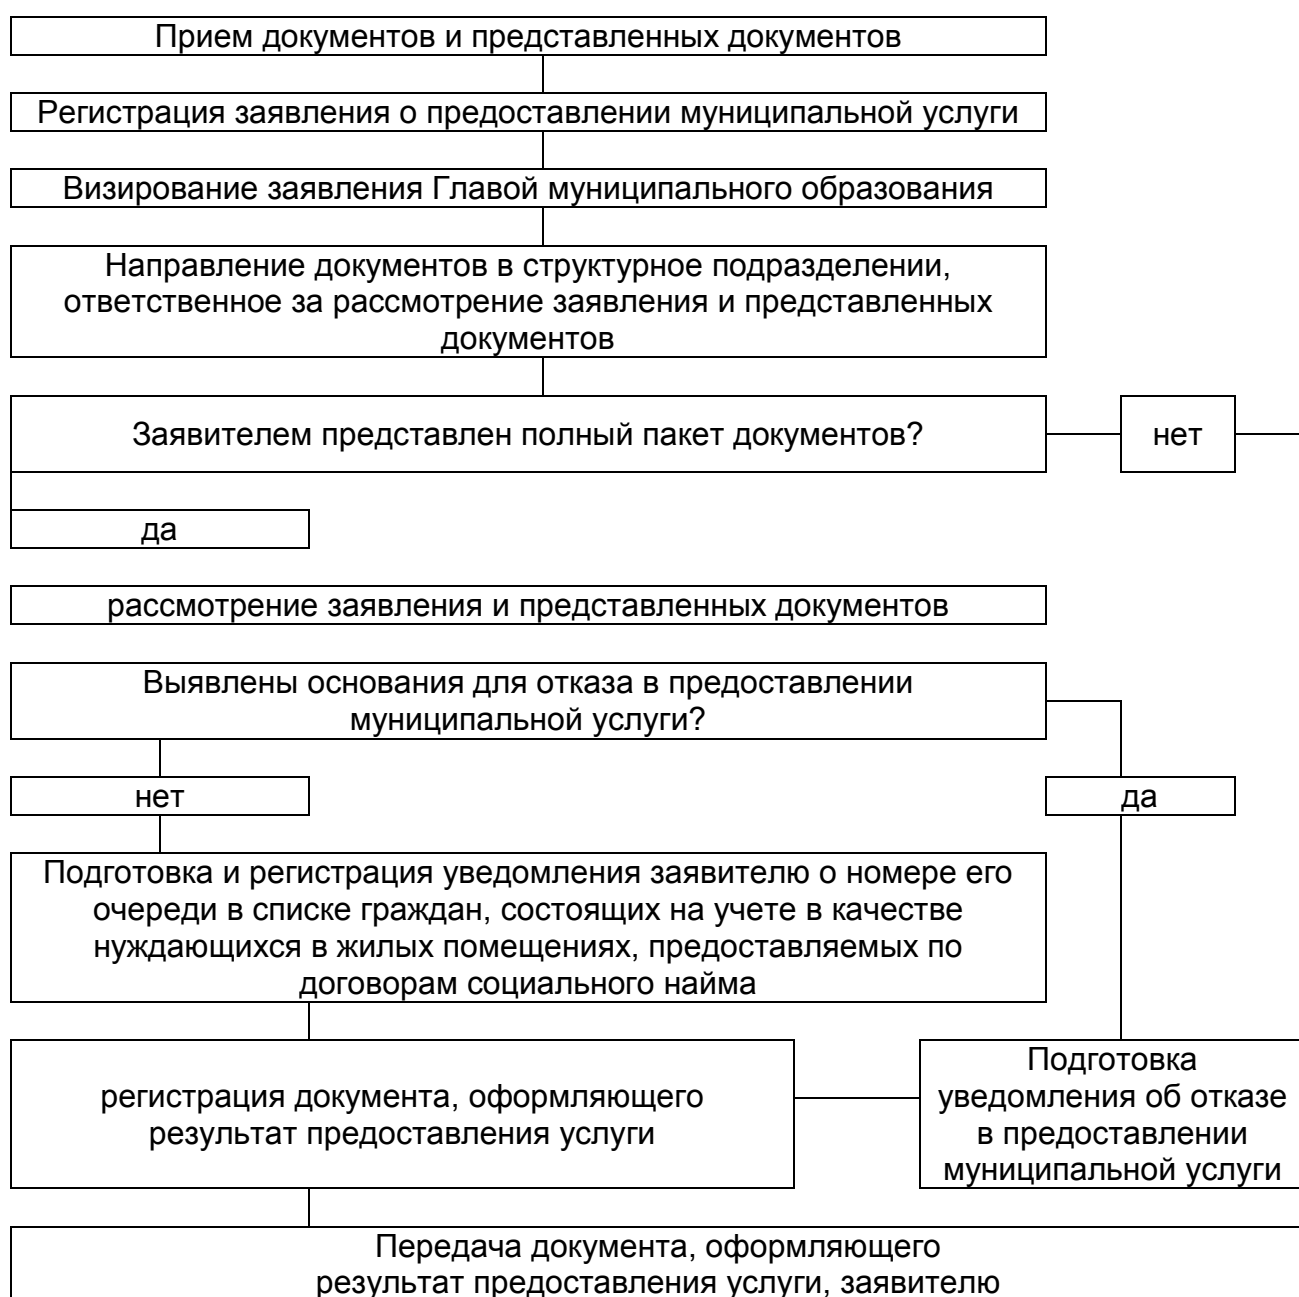 Прием документов и представленных документов
Регистрация заявления о предоставлении муниципальной услуги
Визирование заявления Главой муниципального образования
Направление документов в структурное подразделении,
ответственное за рассмотрение заявления и представленных
документов
Заявителем представлен полный пакет документов?
нет
да
рассмотрение заявления и представленных документов
Выявлены основания для отказа в предоставлении
муниципальной услуги?
нет
да
Подготовка и регистрация уведомления заявителю о номере его
очереди в списке граждан, состоящих на учете в качестве
нуждающихся в жилых помещениях, предоставляемых по
договорам социального найма
регистрация документа, оформляющего
результат предоставления услуги
Подготовка
уведомления об отказе
в предоставлении
муниципальной услуги
Передача документа, оформляющего
результат предоставления услуги, заявителю